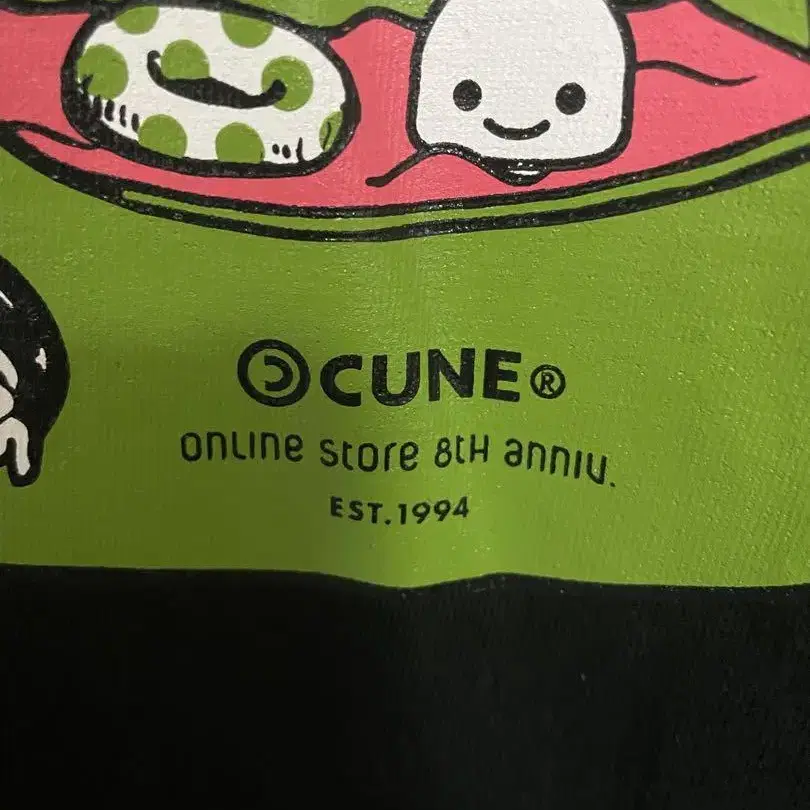 CUNE®
ONLINE Store 8tH anniv.
EST.1994